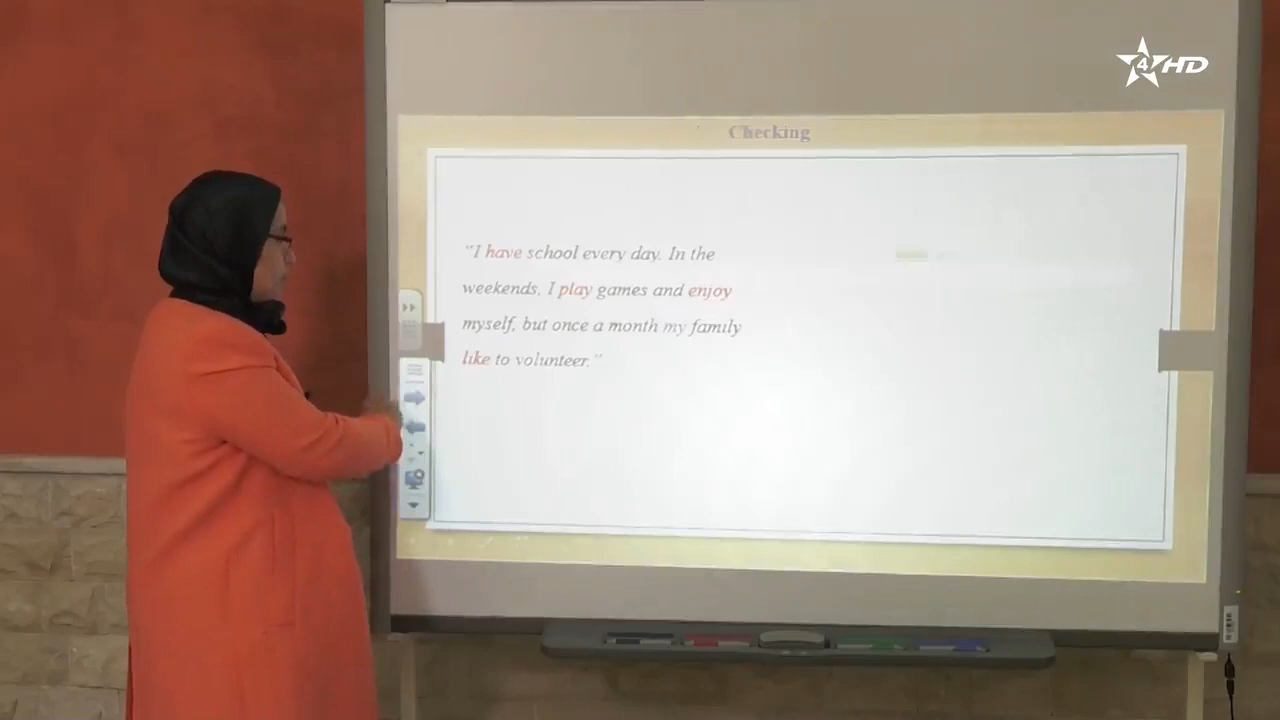 4 HD
Checking
"I have school every day. In the
weekends, I play games and enjoy
myself, but once a month my family
like to volunteer."